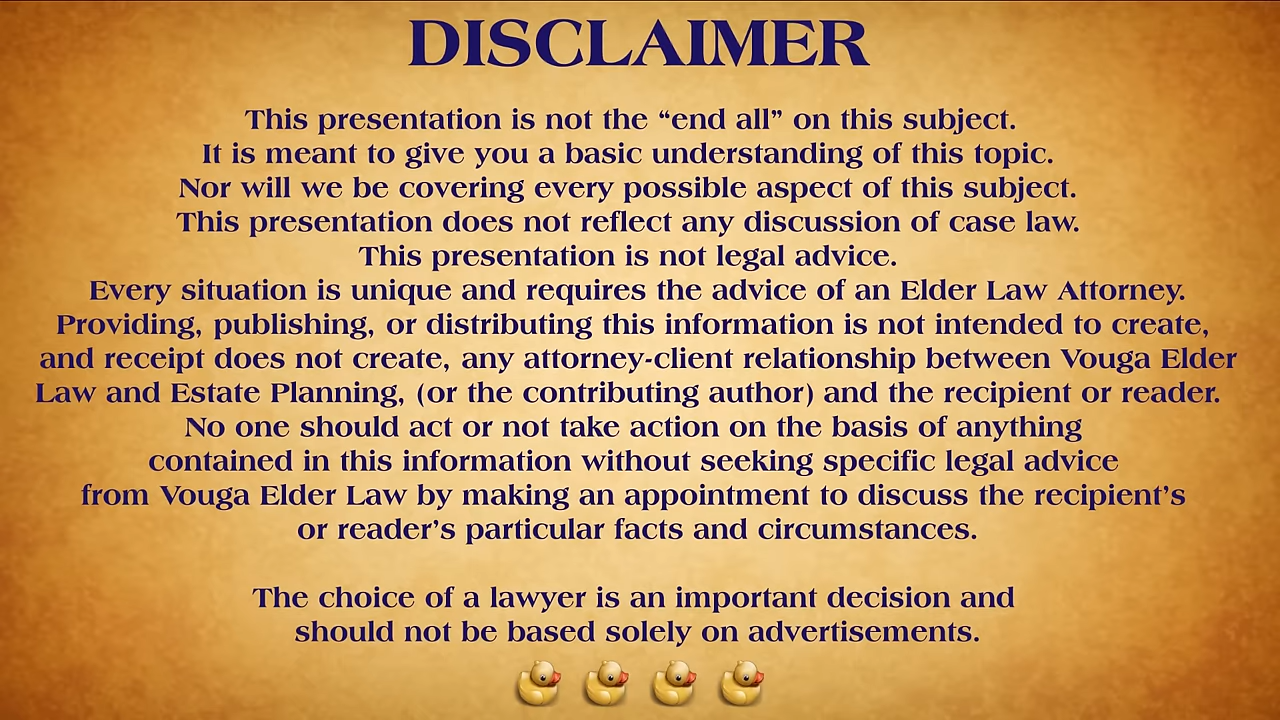 DISCLAIMER
This presentation is not the “end all” on this subject.
It is meant to give you a basic understanding of this topic.
Nor will we be covering every possible aspect of this subject.
This presentation does not reflect any discussion of case law.
This presentation is not legal advice.
Every situation is unique and requires the advice of an Elder Law Attorney.
Providing, publishing, or distributing this information is not intended to create,
and receipt does not create, any attorney-client relationship between Vouga Elder
Law and Estate Planning, (or the contributing author) and the recipient or reader.
No one should act or not take action on the basis of anything
contained in this information without seeking specific legal advice
from Vouga Elder Law by making an appointment to discuss the recipient’s
or reader’s particular facts and circumstances.
The choice of a lawyer is an important decision and
should not be based solely on advertisements.